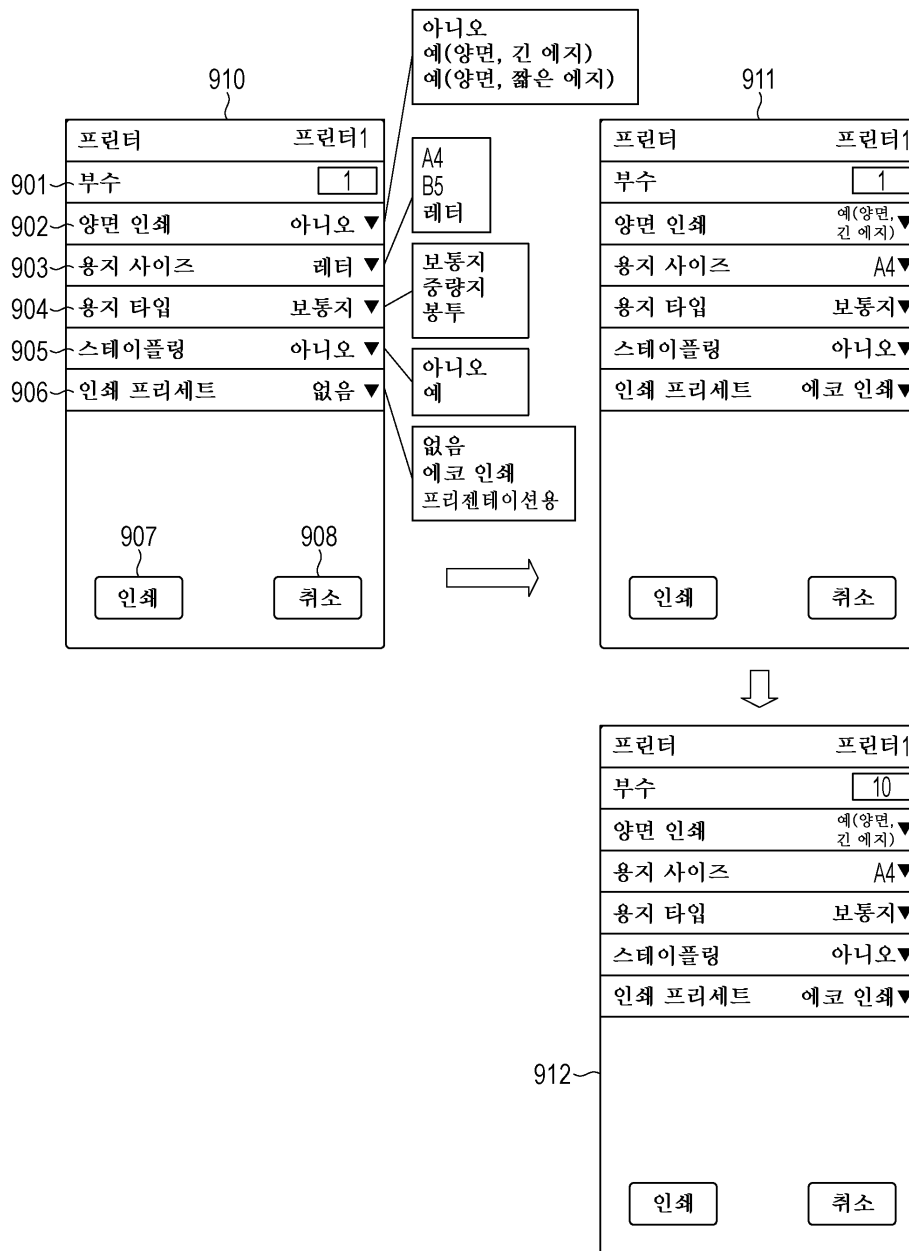 910
프린터 프린터1
901 부수 1
902 양면 인쇄 아니오 ▼
903 용지 사이즈 레터 ▼
904 용지 타입 보통지 ▼
905 스테이플링 아니오 ▼
906 인쇄 프리세트 없음 ▼
907 908
인쇄 취소
아니오
예(양면, 긴 에지)
예(양면, 짧은 에지)
A4
B5
레터
보통지
중량지
봉투
아니오
예
없음
에코 인쇄
프리젠테이션용
911
프린터 프린터1
부수 1
양면 인쇄 예(양면, ▼
긴 에지)
용지 사이즈 A4▼
용지 타입 보통지▼
스테이플링 아니오▼
인쇄 프리세트 에코 인쇄▼
인쇄 취소
프린터 프린터1
부수 10
양면 인쇄 예(양면, ▼
긴 에지)
용지 사이즈 A4▼
용지 타입 보통지▼
스테이플링 아니오▼
인쇄 프리세트 에코 인쇄▼
912
인쇄 취소